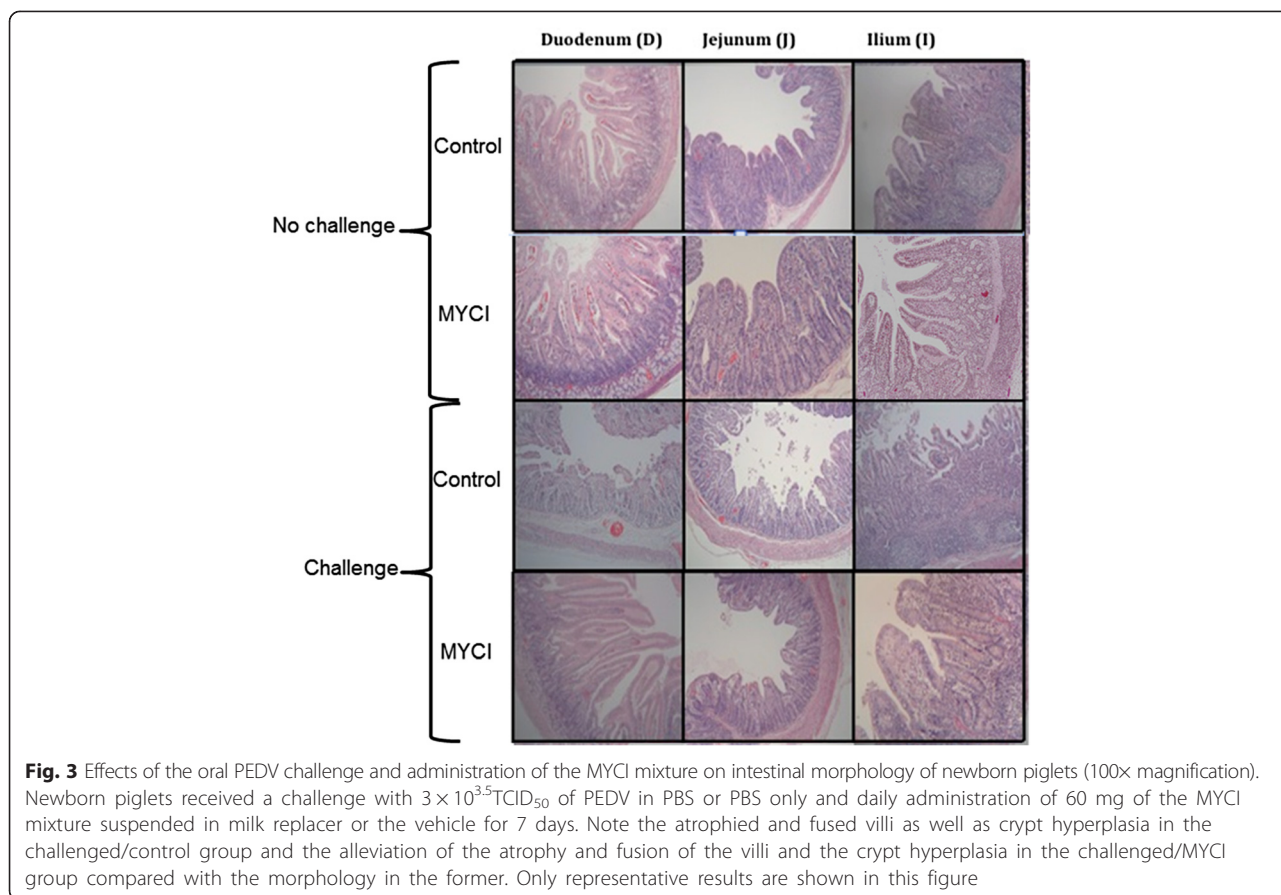 Duodenum (D) Jejunum (J) Ilium (I)
Control
No challenge
MYCI
Control
Challenge
MYCI
Fig. 3 Effects of the oral PEDV challenge and administration of the MYCI mixture on intestinal morphology of newborn piglets (100× magnification).
Newborn piglets received a challenge with 3 × 10^3.5 TCID50 of PEDV in PBS or PBS only and daily administration of 60 mg of the MYCI
mixture suspended in milk replacer or the vehicle for 7 days. Note the atrophied and fused villi as well as crypt hyperplasia in the
challenged/control group and the alleviation of the atrophy and fusion of the villi and the crypt hyperplasia in the challenged/MYCI
group compared with the morphology in the former. Only representative results are shown in this figure